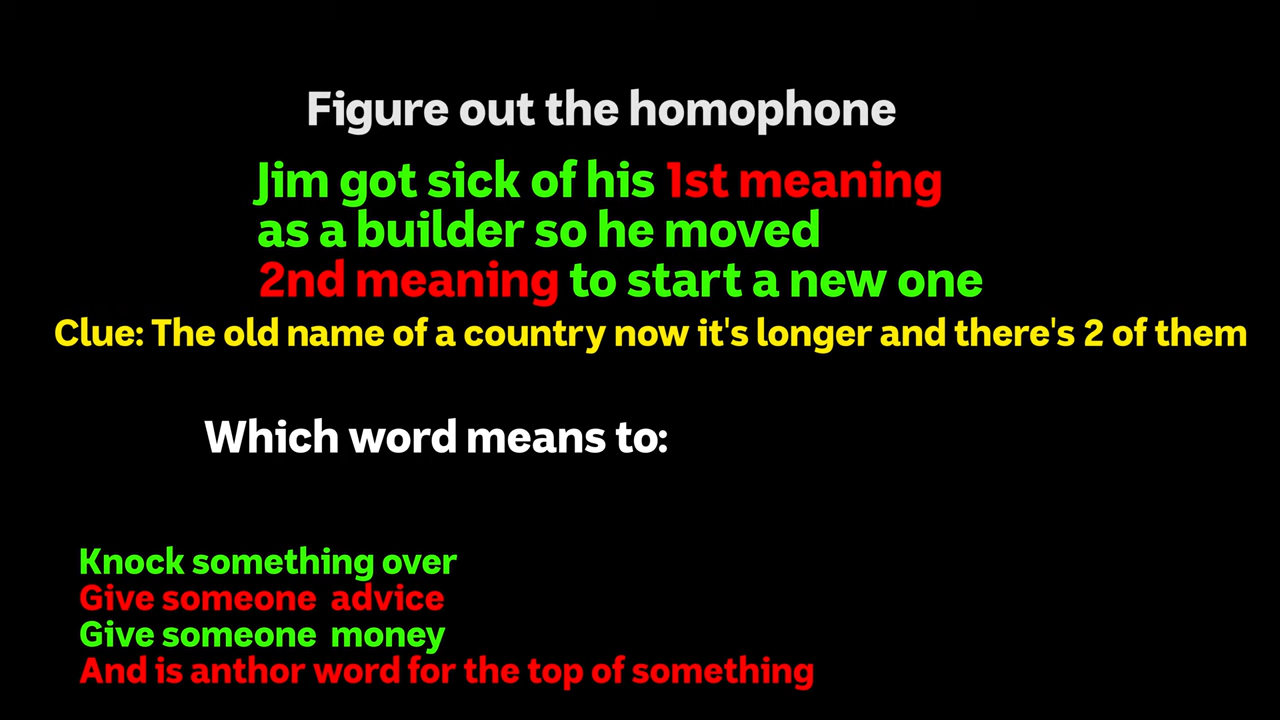 Figure out the homophone
Jim got sick of his 1st meaning
as a builder so he moved
2nd meaning to start a new one
Clue: The old name of a country now it's longer and there's 2 of them
Which word means to:
Knock something over
Give someone advice
Give someone money
And is anthor word for the top of something